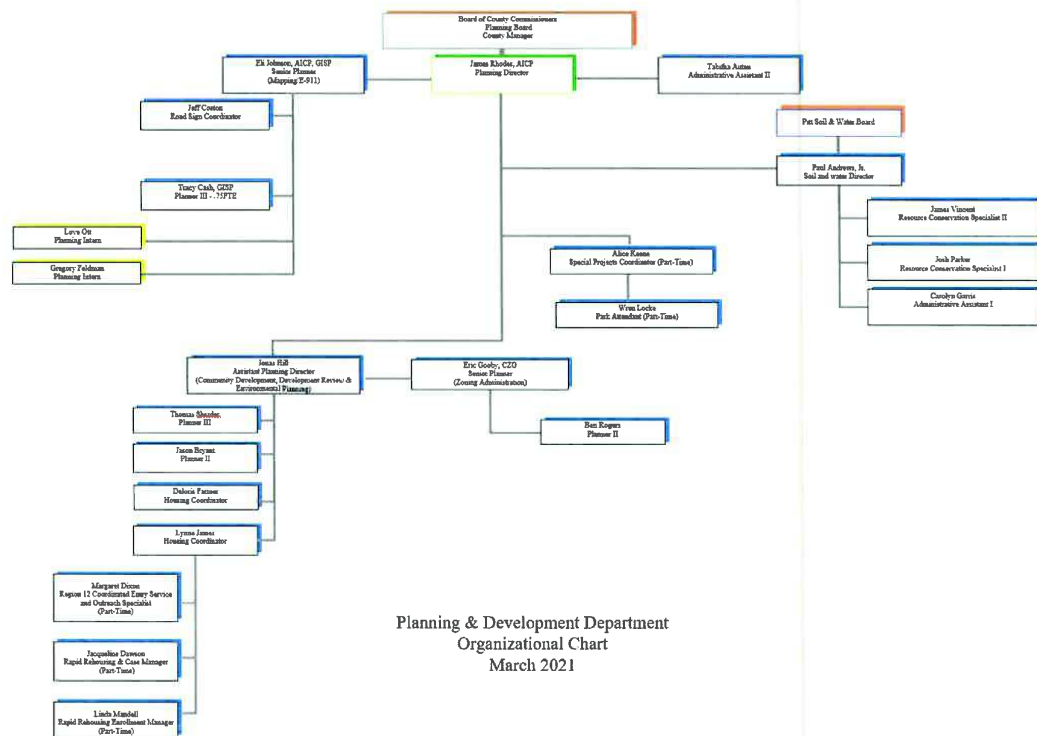 Board of County Commissioners
Planning Board
County Manager
Eli Johnson, AICP, GISP
Senior Planner
(Mapping/E-911)
James Rhodes, AICP
Planning Director
Tabitha Auten
Administrative Assistant II
Jeff Coston
Road Sign Coordinator
Pitt Soil & Water Board
Tracy Cash, GISP
Planner III - .75FTE
Paul Andrews, Jr.
Soil and water Director
Love Ott
Planning Intern
James Vincent
Resource Conservation Specialist II
Gregory Feldman
Planning Intern
Alice Keene
Special Projects Coordinator (Part-Time)
Josh Parker
Resource Conservation Specialist I
Wren Locke
Park Attendant (Part-Time)
Carolyn Garris
Administrative Assistant I
Jonas Hill
Assistant Planning Director
(Community Development, Development Review &
Environmental Planning)
Eric Gooby, CZO
Senior Planner
(Zoning Administration)
Thomas
Planner III
Ben Rogers
Planner II
Jason Bryant
Planner II
Deloris Farmer
Housing Coordinator
Lynne James
Housing Coordinator
Margaret Dixon
Region 12 Coordinated Entry Service
and Outreach Specialist
(Part-Time)
Jacqueline Dawson
Rapid Rehousing & Case Manager
(Part-Time)
Linda Mandell
Rapid Rehousing Enrollment Manager
(Part-Time)
Planning & Development Department
Organizational Chart
March 2021